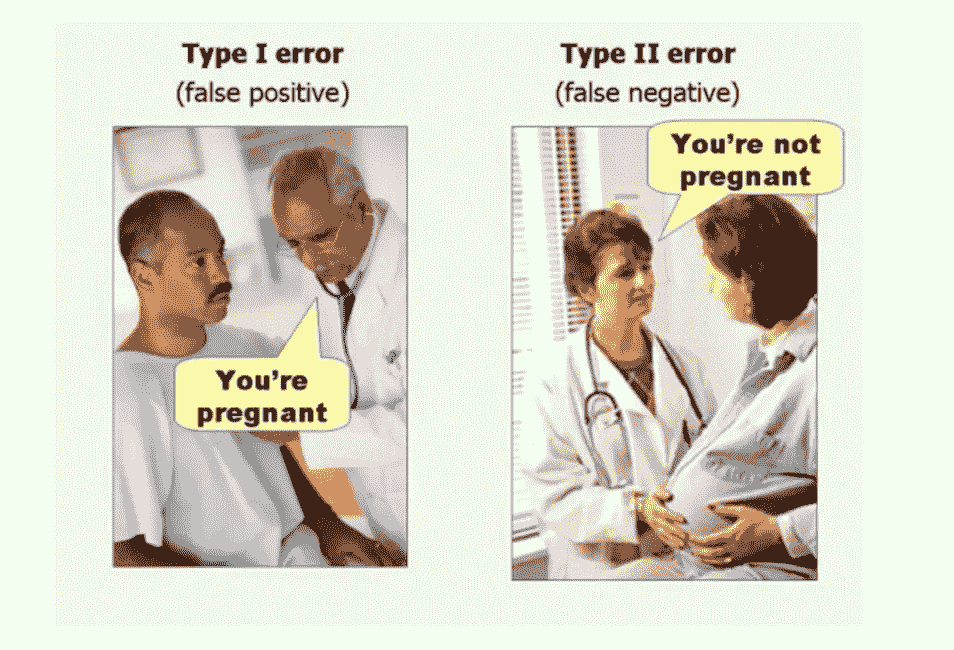 Type I error
(false positive)
You're
pregnant
Type II error
(false negative)
You're not
pregnant